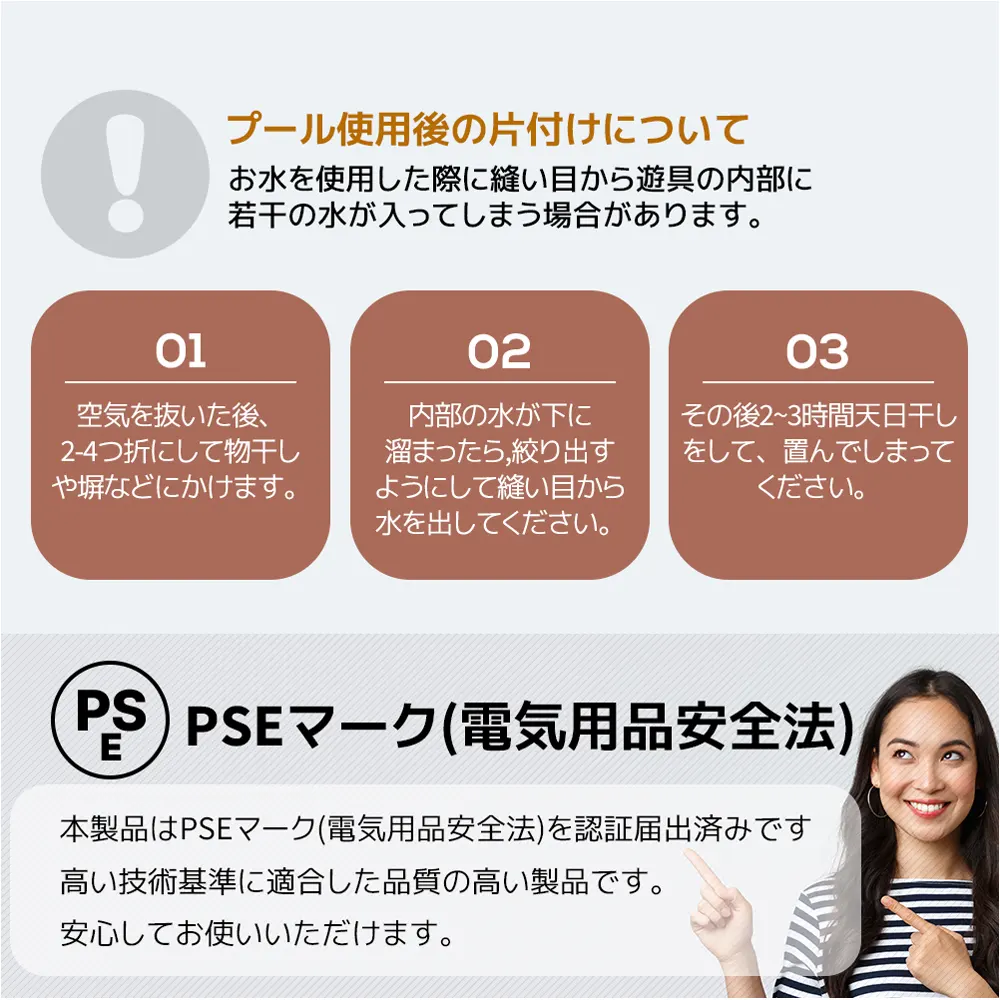 プール使用後の片付けについて
お水を使用した際に縫い目から遊具の内部に
若干の水が入ってしまう場合があります。
01
空気を抜いた後、
2-4つ折にして物干し
や塀などにかけます。
02
内部の水が下に
溜まったら,絞り出す
ようにして縫い目から
水を出してください。
03
その後2~3時間天日干し
をして、置んでしまって
ください。
PS
E
PSEマーク(電気用品安全法)
本製品はPSEマーク(電気用品安全法)を認証届出済みです
高い技術基準に適合した品質の高い製品です。
安心してお使いいただけます。